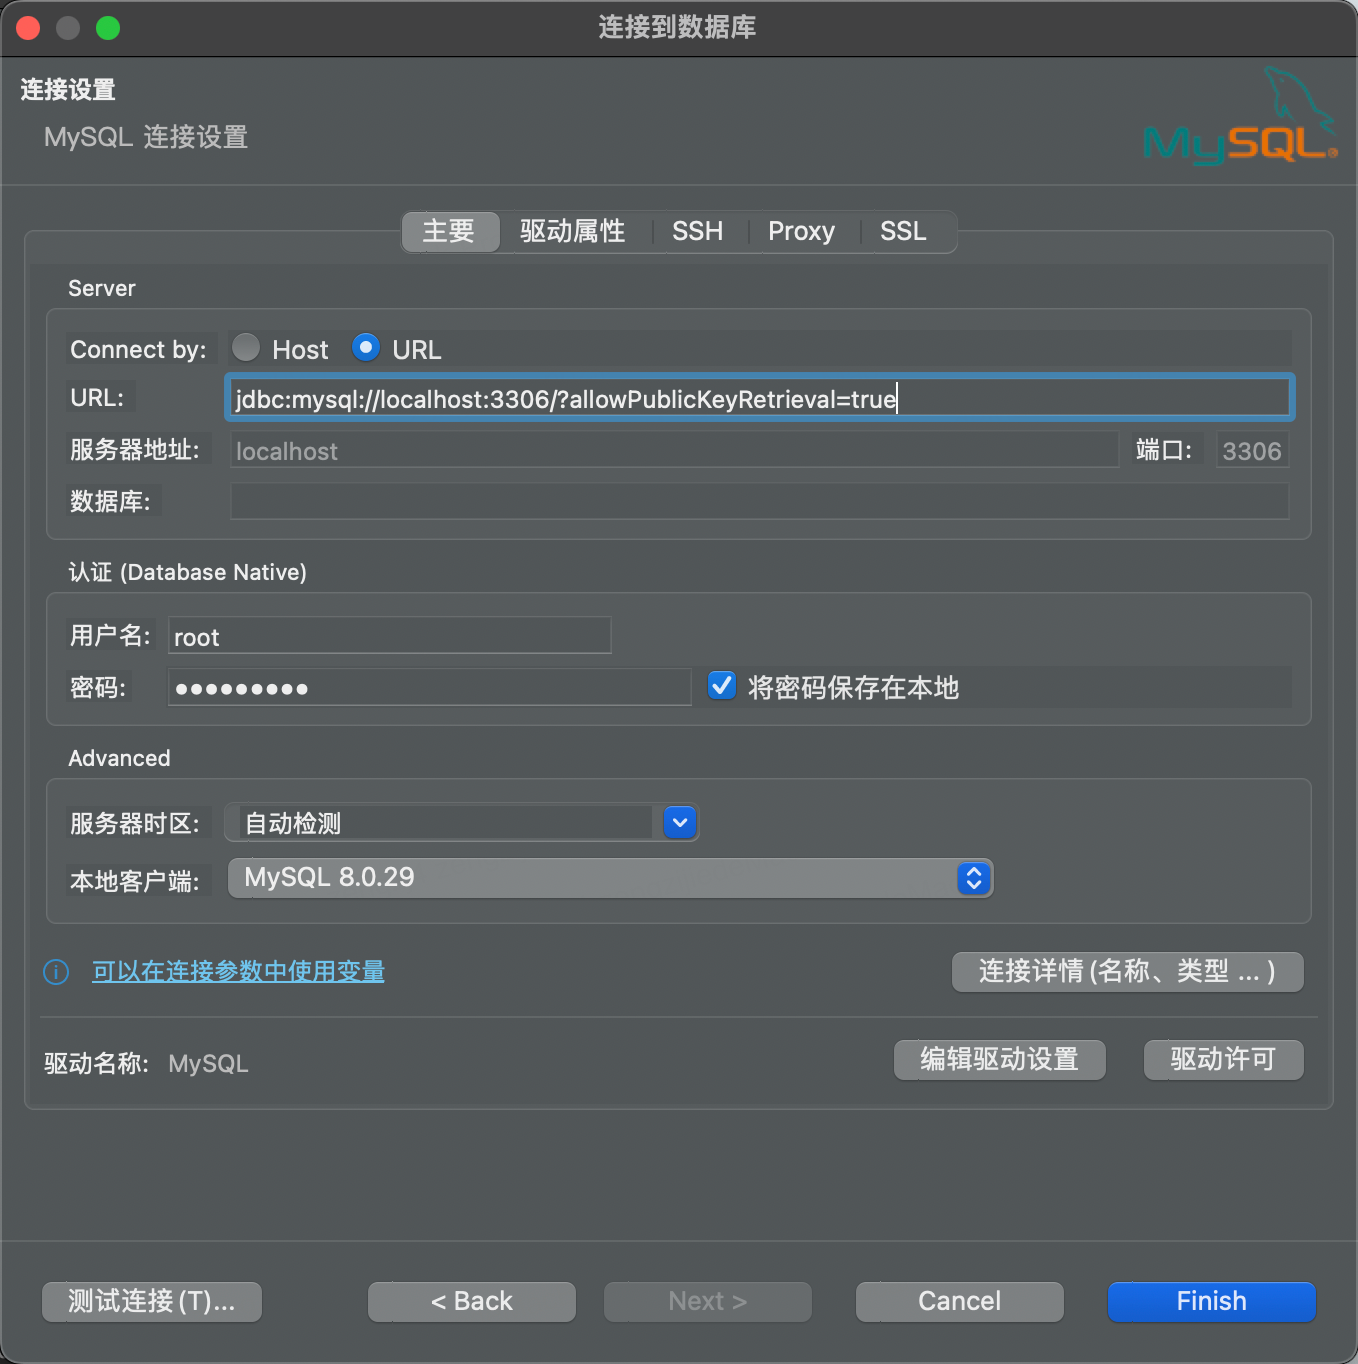 连接到数据库
连接设置
MySQL 连接设置
MySQL®
主要 驱动属性 SSH Proxy SSL
Server
Connect by: Host URL
URL: jdbc:mysql://localhost:3306/?allowPublicKeyRetrieval=true
服务器地址: localhost 端口: 3306
数据库:
认证 (Database Native)
用户名: root
密码: ●●●●●●●●● 将密码保存在本地
Advanced
服务器时区: 自动检测
本地客户端: MySQL 8.0.29
可以在连接参数中使用变量 连接详情(名称、类型 ... )
驱动名称: MySQL 编辑驱动设置 驱动许可
测试连接(T)... < Back Next > Cancel Finish